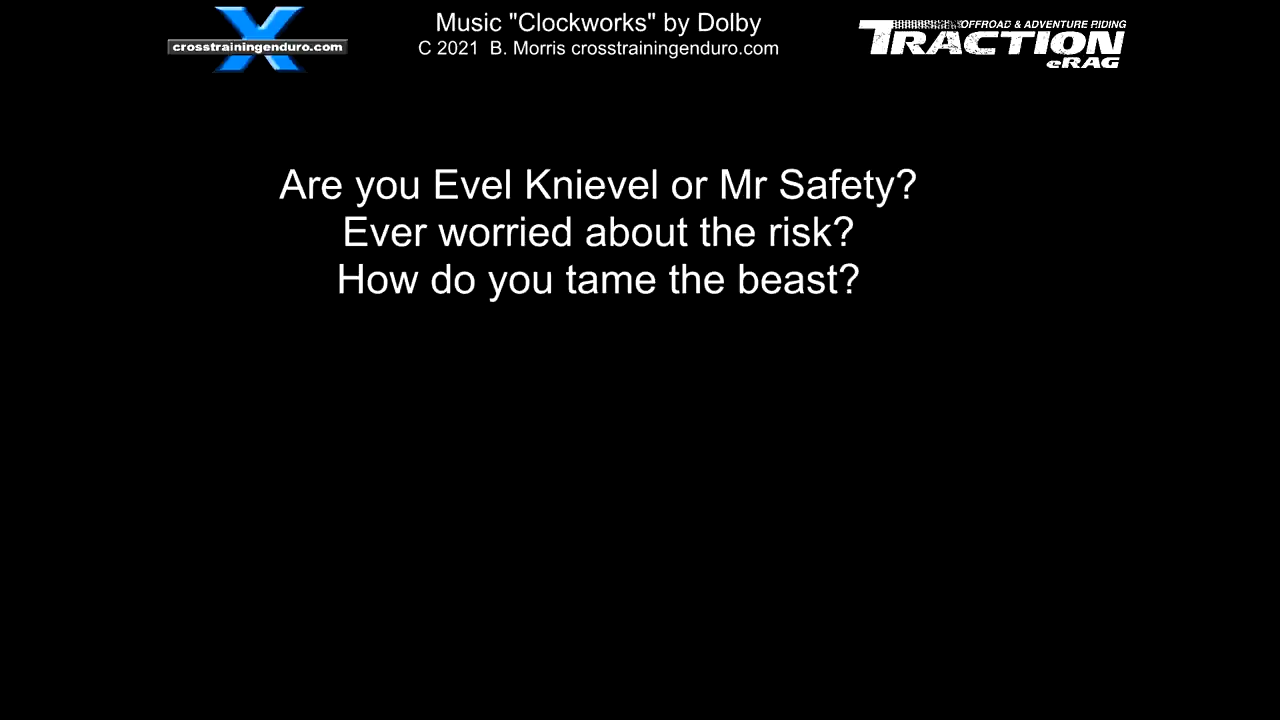 crosstrainingenduro.com
Music "Clockworks" by Dolby
C 2021 B. Morris crosstrainingenduro.com
OFFROAD & ADVENTURE RIDING
TRACTION
eRAG
Are you Evel Knievel or Mr Safety?
Ever worried about the risk?
How do you tame the beast?